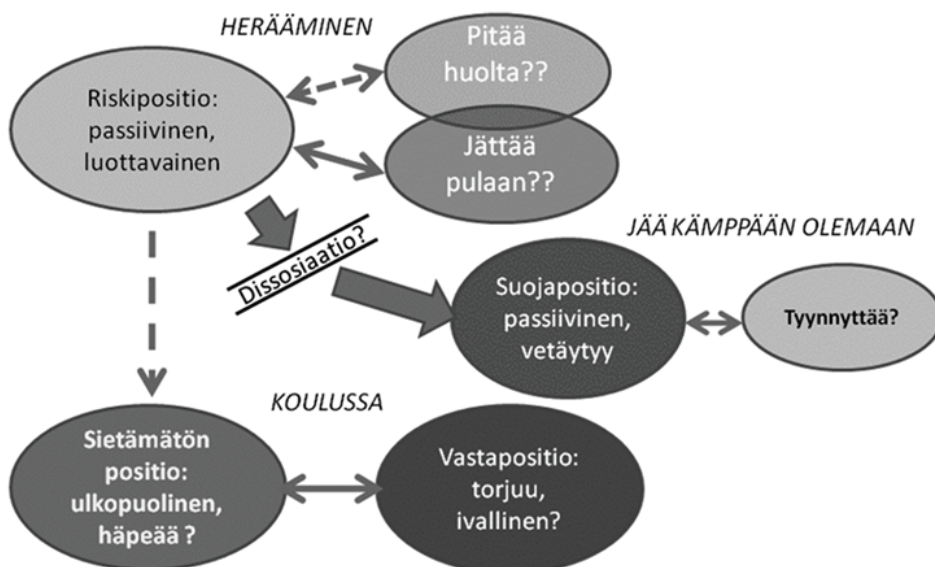 HERÄÄMINEN
Pitää
huolta??
Riskipositio:
passiivinen,
luottavainen
Jättää
pulaan??
JÄÄ KÄMPPÄÄN OLEMAAN
Dissosiaatio?
Suojapositio:
passiivinen,
vetäytyy
Tyynnyttää?
KOULUSSA
Sietämätön
positio:
ulkopuolinen,
häpeää ?
Vastapositio:
torjuu,
ivallinen?